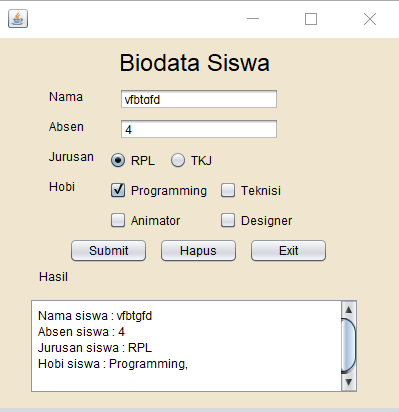 Biodata Siswa
Nama vfbtgfd
Absen 4
Jurusan RPL TKJ
Hobi Programming Teknisi
Animator Designer
Submit Hapus Exit
Hasil
Nama siswa : vfbtgfd
Absen siswa : 4
Jurusan siswa : RPL
Hobi siswa : Programming,